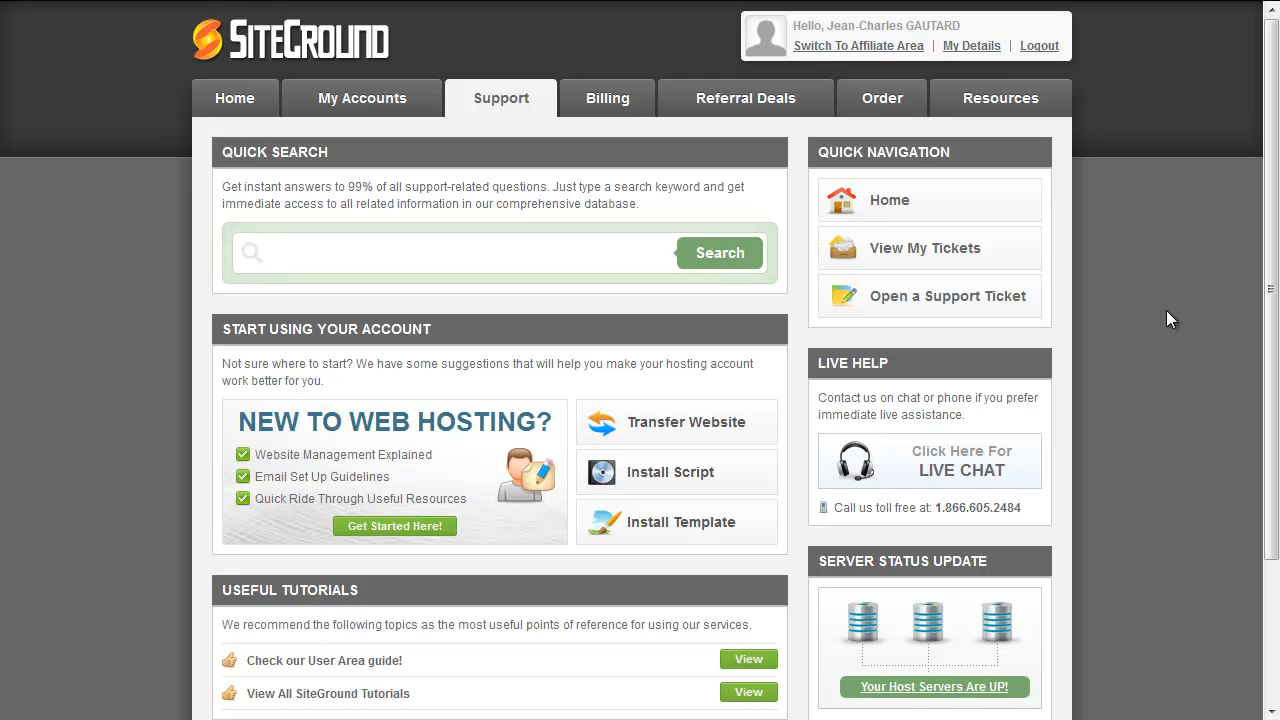 SITEGROUND
Hello, Jean-Charles GAUTARD
Switch To Affiliate Area | My Details | Logout
Home My Accounts Support Billing Referral Deals Order Resources
QUICK SEARCH
Get instant answers to 99% of all support-related questions. Just type a search keyword and get
immediate access to all related information in our comprehensive database.
Search
START USING YOUR ACCOUNT
Not sure where to start? We have some suggestions that will help you make your hosting account
work better for you.
NEW TO WEB HOSTING?
Website Management Explained
Email Set Up Guidelines
Quick Ride Through Useful Resources
Get Started Here!
Transfer Website
Install Script
Install Template
USEFUL TUTORIALS
We recommend the following topics as the most useful points of reference for using our services.
Check our User Area guide! View
View All SiteGround Tutorials View
QUICK NAVIGATION
Home
View My Tickets
Open a Support Ticket
LIVE HELP
Contact us on chat or phone if you prefer
immediate live assistance.
Click Here For
LIVE CHAT
Call us toll free at: 1.866.605.2484
SERVER STATUS UPDATE
Your Host Servers Are UP!